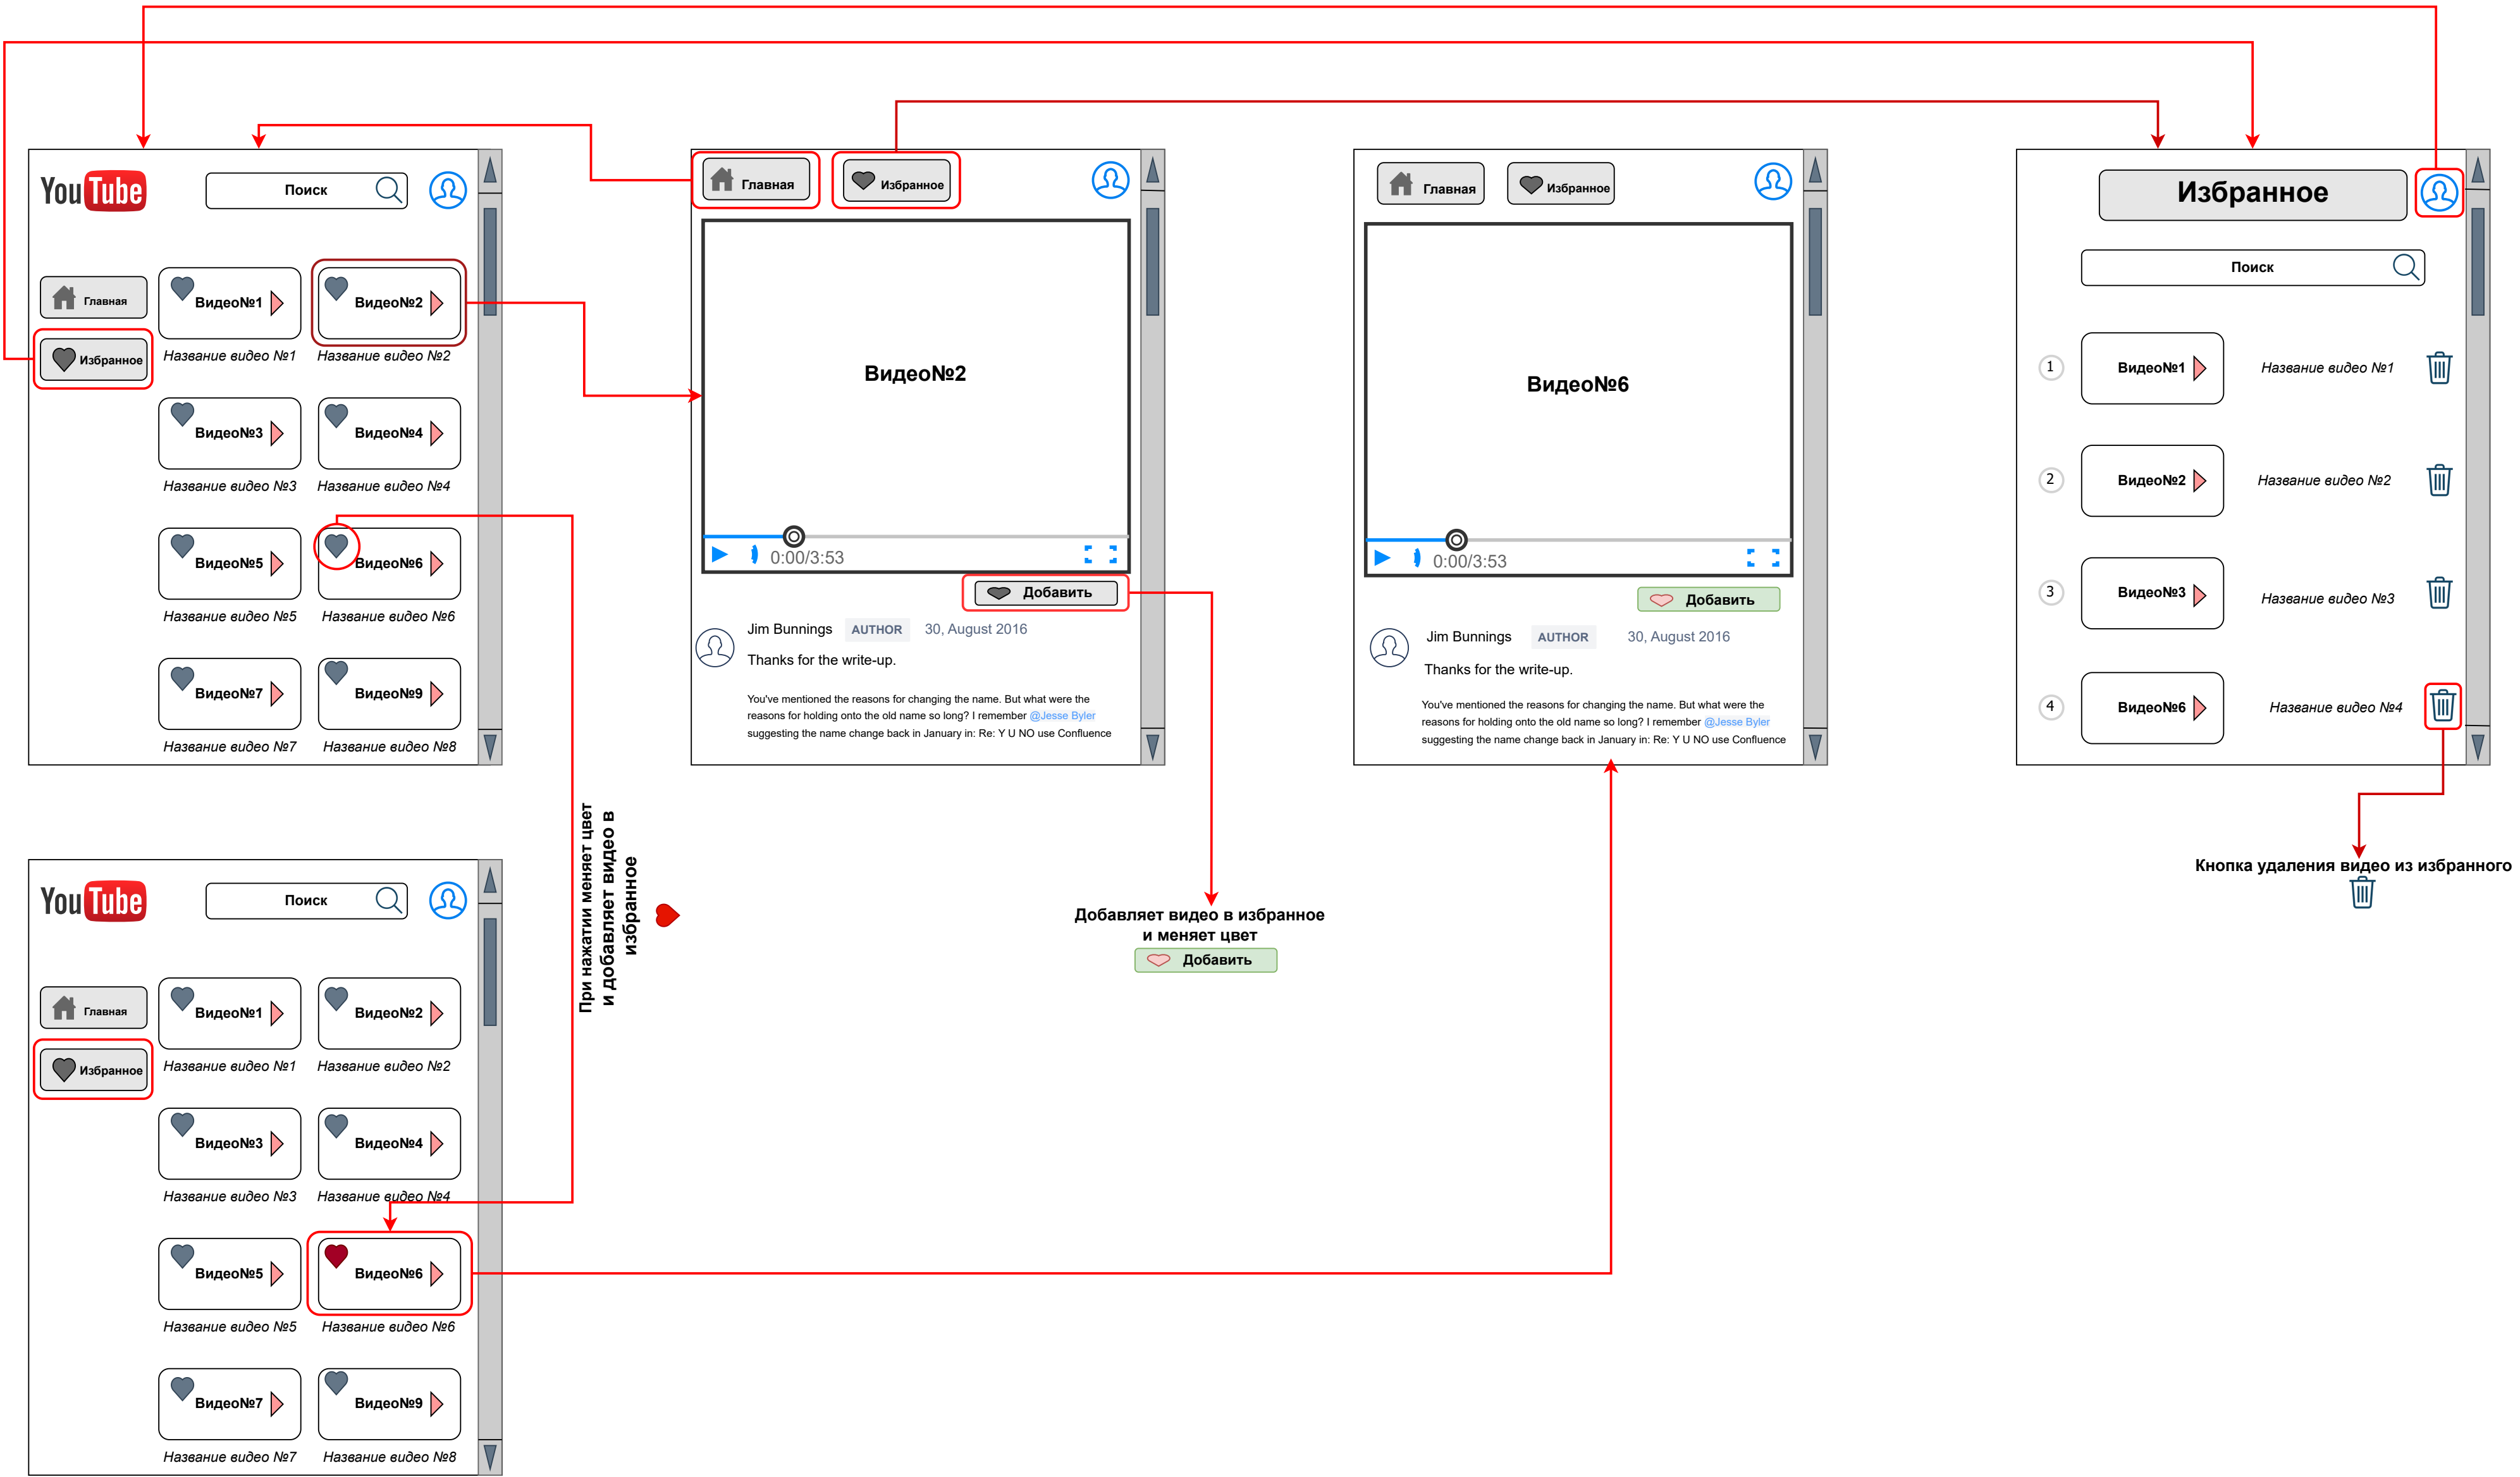 YouTube
Поиск
Главная
Избранное
Видео№1
Видео№2
Название видео №1
Название видео №2
Видео№3
Видео№4
Название видео №3
Название видео №4
Видео№5
Видео№6
Название видео №5
Название видео №6
Видео№7
Видео№9
Название видео №7
Название видео №8
Главная
Избранное
Видео№2
0:00/3:53
Добавить
Jim Bunnings AUTHOR 30, August 2016
Thanks for the write-up.
You've mentioned the reasons for changing the name. But what were the
reasons for holding onto the old name so long? I remember @Jesse Byler
suggesting the name change back in January in: Re: Y U NO use Confluence
Главная
Избранное
Видео№6
0:00/3:53
Добавить
Jim Bunnings AUTHOR 30, August 2016
Thanks for the write-up.
You've mentioned the reasons for changing the name. But what were the
reasons for holding onto the old name so long? I remember @Jesse Byler
suggesting the name change back in January in: Re: Y U NO use Confluence
Избранное
Поиск
1 Видео№1 Название видео №1
2 Видео№2 Название видео №2
3 Видео№3 Название видео №3
4 Видео№6 Название видео №4
Кнопка удаления видео из избранного
При нажатии меняет цвет
и добавляет видео в
избранное
Добавляет видео в избранное
и меняет цвет
Добавить
YouTube
Поиск
Главная
Избранное
Видео№1
Видео№2
Название видео №1
Название видео №2
Видео№3
Видео№4
Название видео №3
Название видео №4
Видео№5
Видео№6
Название видео №5
Название видео №6
Видео№7
Видео№9
Название видео №7
Название видео №8